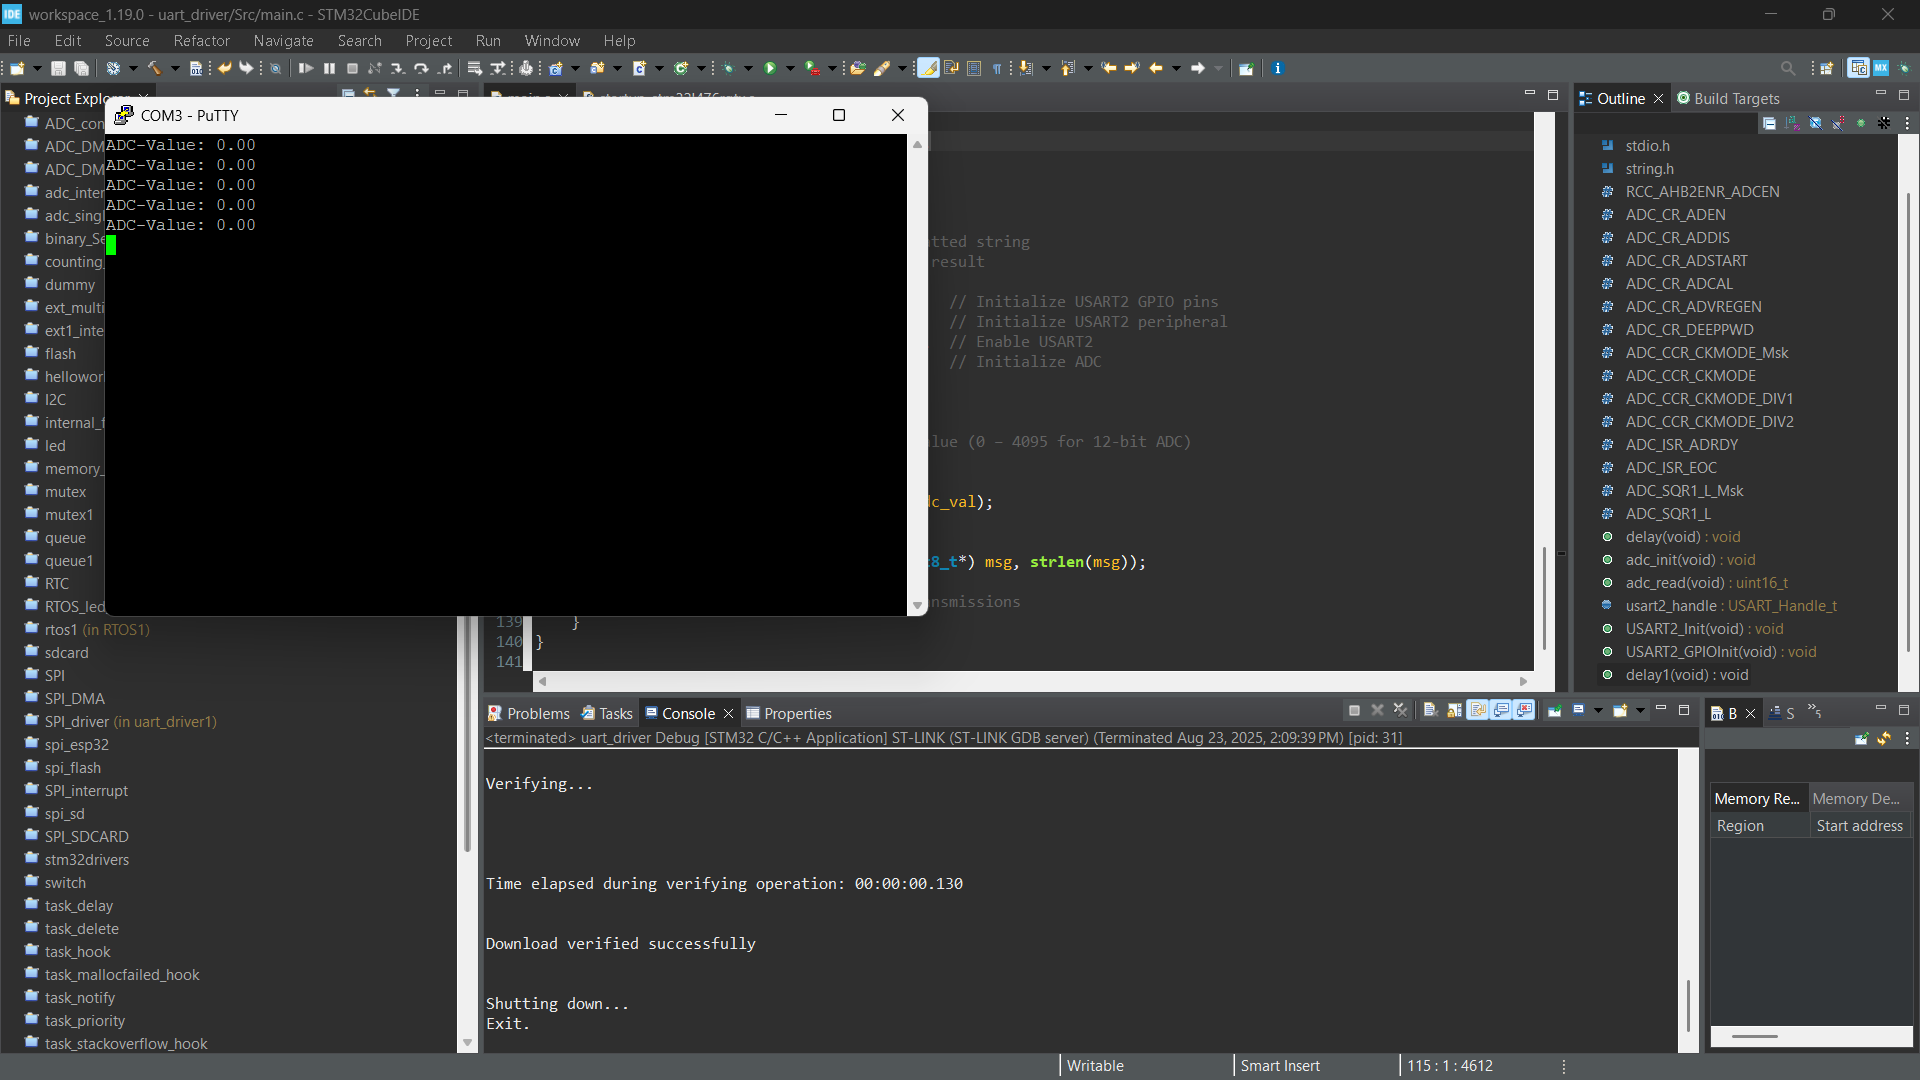 IDE workspace_1.19.0 - uart_driver/Src/main.c - STM32CubeIDE
File Edit Source Refactor Navigate Search Project Run Window Help
Project Explorer
COM3 - PuTTY
ADC-Value: 0.00
ADC-Value: 0.00
ADC-Value: 0.00
ADC-Value: 0.00
ADC-Value: 0.00
ADC_con
ADC_DM
ADC_DM
adc_inter
adc_singl
binary_Se
counting_
dummy
ext_multi
ext1_inte
flash
hellowor
I2C
internal_f
led
memory_
mutex
mutex1
queue
queue1
RTC
RTOS_led
rtos1 (in RTOS1)
sdcard
SPI
SPI_DMA
SPI_driver (in uart_driver1)
spi_esp32
spi_flash
SPI_interrupt
spi_sd
SPI_SDCARD
stm32drivers
switch
task_delay
task_delete
task_hook
task_mallocfailed_hook
task_notify
task_priority
task_stackoverflow_hook
tted string
result
// Initialize USART2 GPIO pins
// Initialize USART2 peripheral
// Enable USART2
// Initialize ADC
lue (0 – 4095 for 12-bit ADC)
c_val);
8_t*) msg, strlen(msg));
nsmissions
139 }
140 }
141
Outline Build Targets
stdio.h
string.h
RCC_AHB2ENR_ADCEN
ADC_CR_ADEN
ADC_CR_ADDIS
ADC_CR_ADSTART
ADC_CR_ADCAL
ADC_CR_ADVREGEN
ADC_CR_DEEPPWD
ADC_CCR_CKMODE_Msk
ADC_CCR_CKMODE
ADC_CCR_CKMODE_DIV1
ADC_CCR_CKMODE_DIV2
ADC_ISR_ADRDY
ADC_ISR_EOC
ADC_SQR1_L_Msk
ADC_SQR1_L
delay(void) : void
adc_init(void) : void
adc_read(void) : uint16_t
usart2_handle : USART_Handle_t
USART2_Init(void) : void
USART2_GPIOInit(void) : void
delay1(void) : void
Problems Tasks Console Properties
<terminated> uart_driver Debug [STM32 C/C++ Application] ST-LINK (ST-LINK GDB server) (Terminated Aug 23, 2025, 2:09:39 PM) [pid: 31]
Verifying...
Time elapsed during verifying operation: 00:00:00.130
Download verified successfully
Shutting down...
Exit.
B S »5
Memory Re... Memory De...
Region Start address
Writable Smart Insert 115 : 1 : 4612